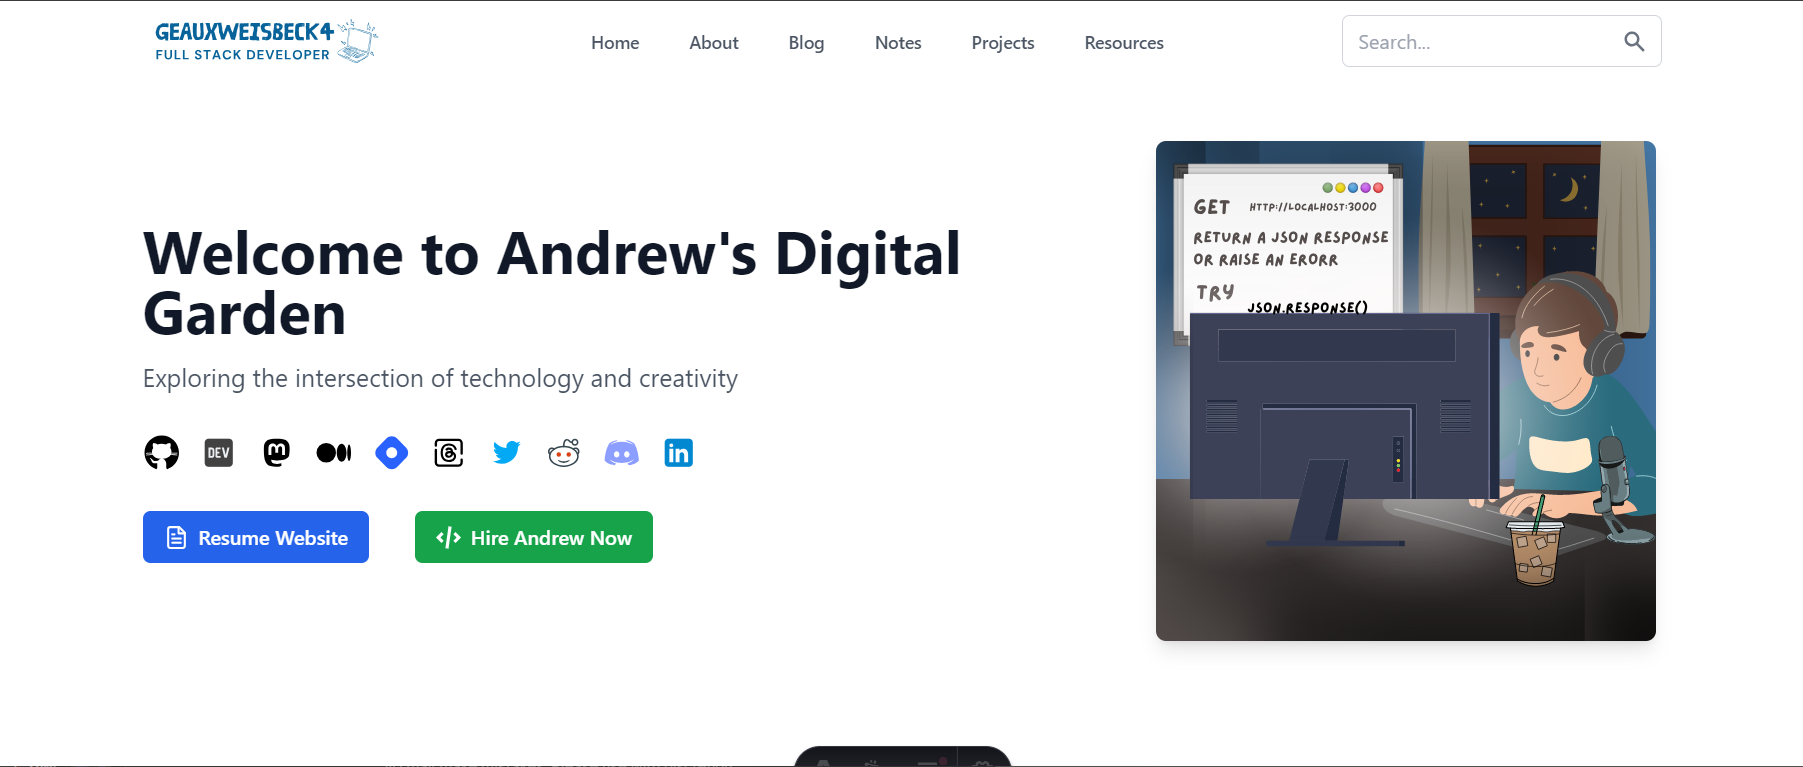 GEAUXWEISBECK4
FULL STACK DEVELOPER
Home About Blog Notes Projects Resources
Search...
Welcome to Andrew's Digital
Garden
Exploring the intersection of technology and creativity
DEV
in
Resume Website
Hire Andrew Now
GET HTTP://LOCALHOST:3000
RETURN A JSON RESPONSE
OR RAISE AN ERORR
TRY
JSON.RESPONSE()